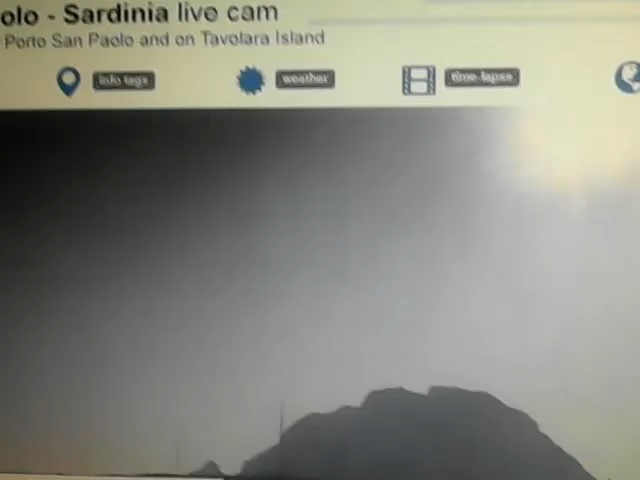 olo - Sardinia live cam
Porto San Paolo and on Tavolara Island
info tags weather time-lapse